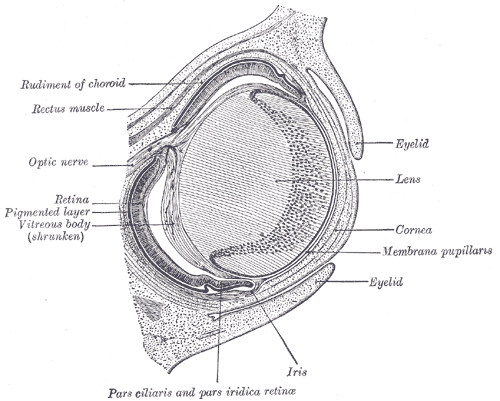 Rudiment of choroid
Rectus muscle
Optic nerve
Retina
Pigmented layer
Vitreous body
(shrunken)
Eyelid
Lens
Cornea
Membrana pupillaris
Eyelid
Iris
Pars ciliaris and pars iridica retinæ